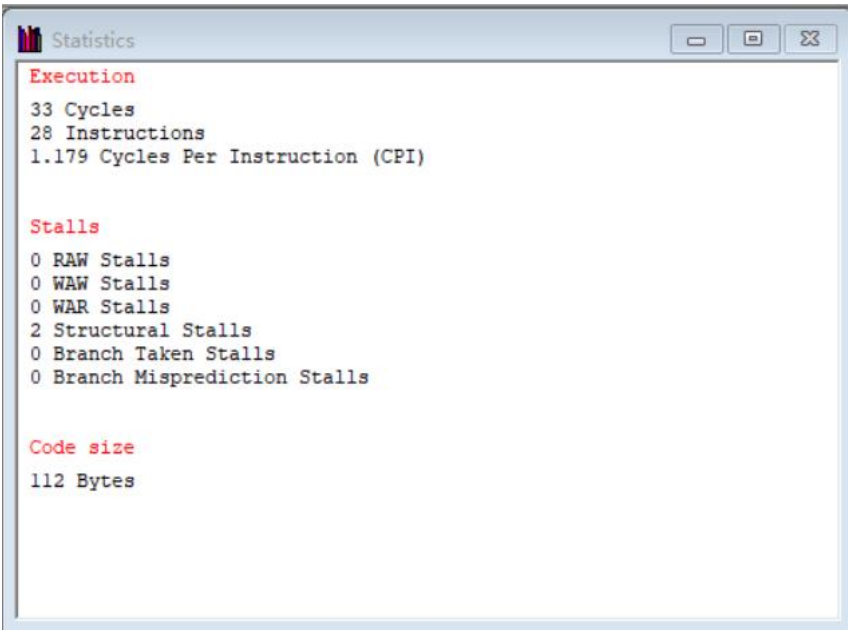 Statistics
Execution
33 Cycles
28 Instructions
1.179 Cycles Per Instruction (CPI)
Stalls
0 RAW Stalls
0 WAW Stalls
0 WAR Stalls
2 Structural Stalls
0 Branch Taken Stalls
0 Branch Misprediction Stalls
Code size
112 Bytes